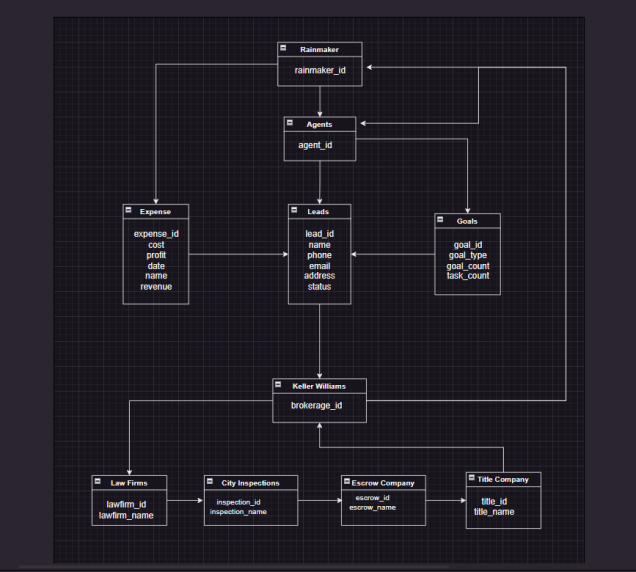 Rainmaker
rainmaker_id
Agents
agent_id
Expense
expense_id
cost
profit
date
name
revenue
Leads
lead_id
name
phone
email
address
status
Goals
goal_id
goal_type
goal_count
task_count
Keller Williams
brokerage_id
Law Firms
lawfirm_id
lawfirm_name
City Inspections
inspection_id
inspection_name
Escrow Company
escrow_id
escrow_name
Title Company
title_id
title_name